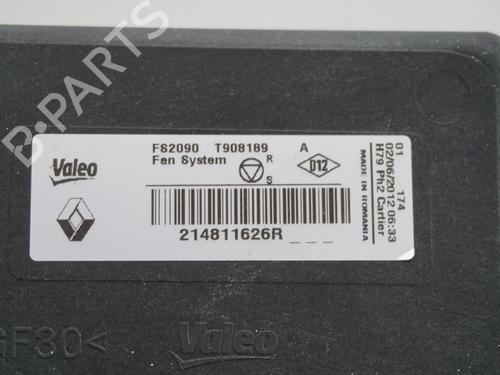 B-PARTS
Valeo
FS2090 T908189 A
Fan System
R
S
D12
214811626R _ _ _
01 174
02/06/2012 06:33
H79 Ph2 Cartier
MADE IN ROMANIA
GF30<
Valeo